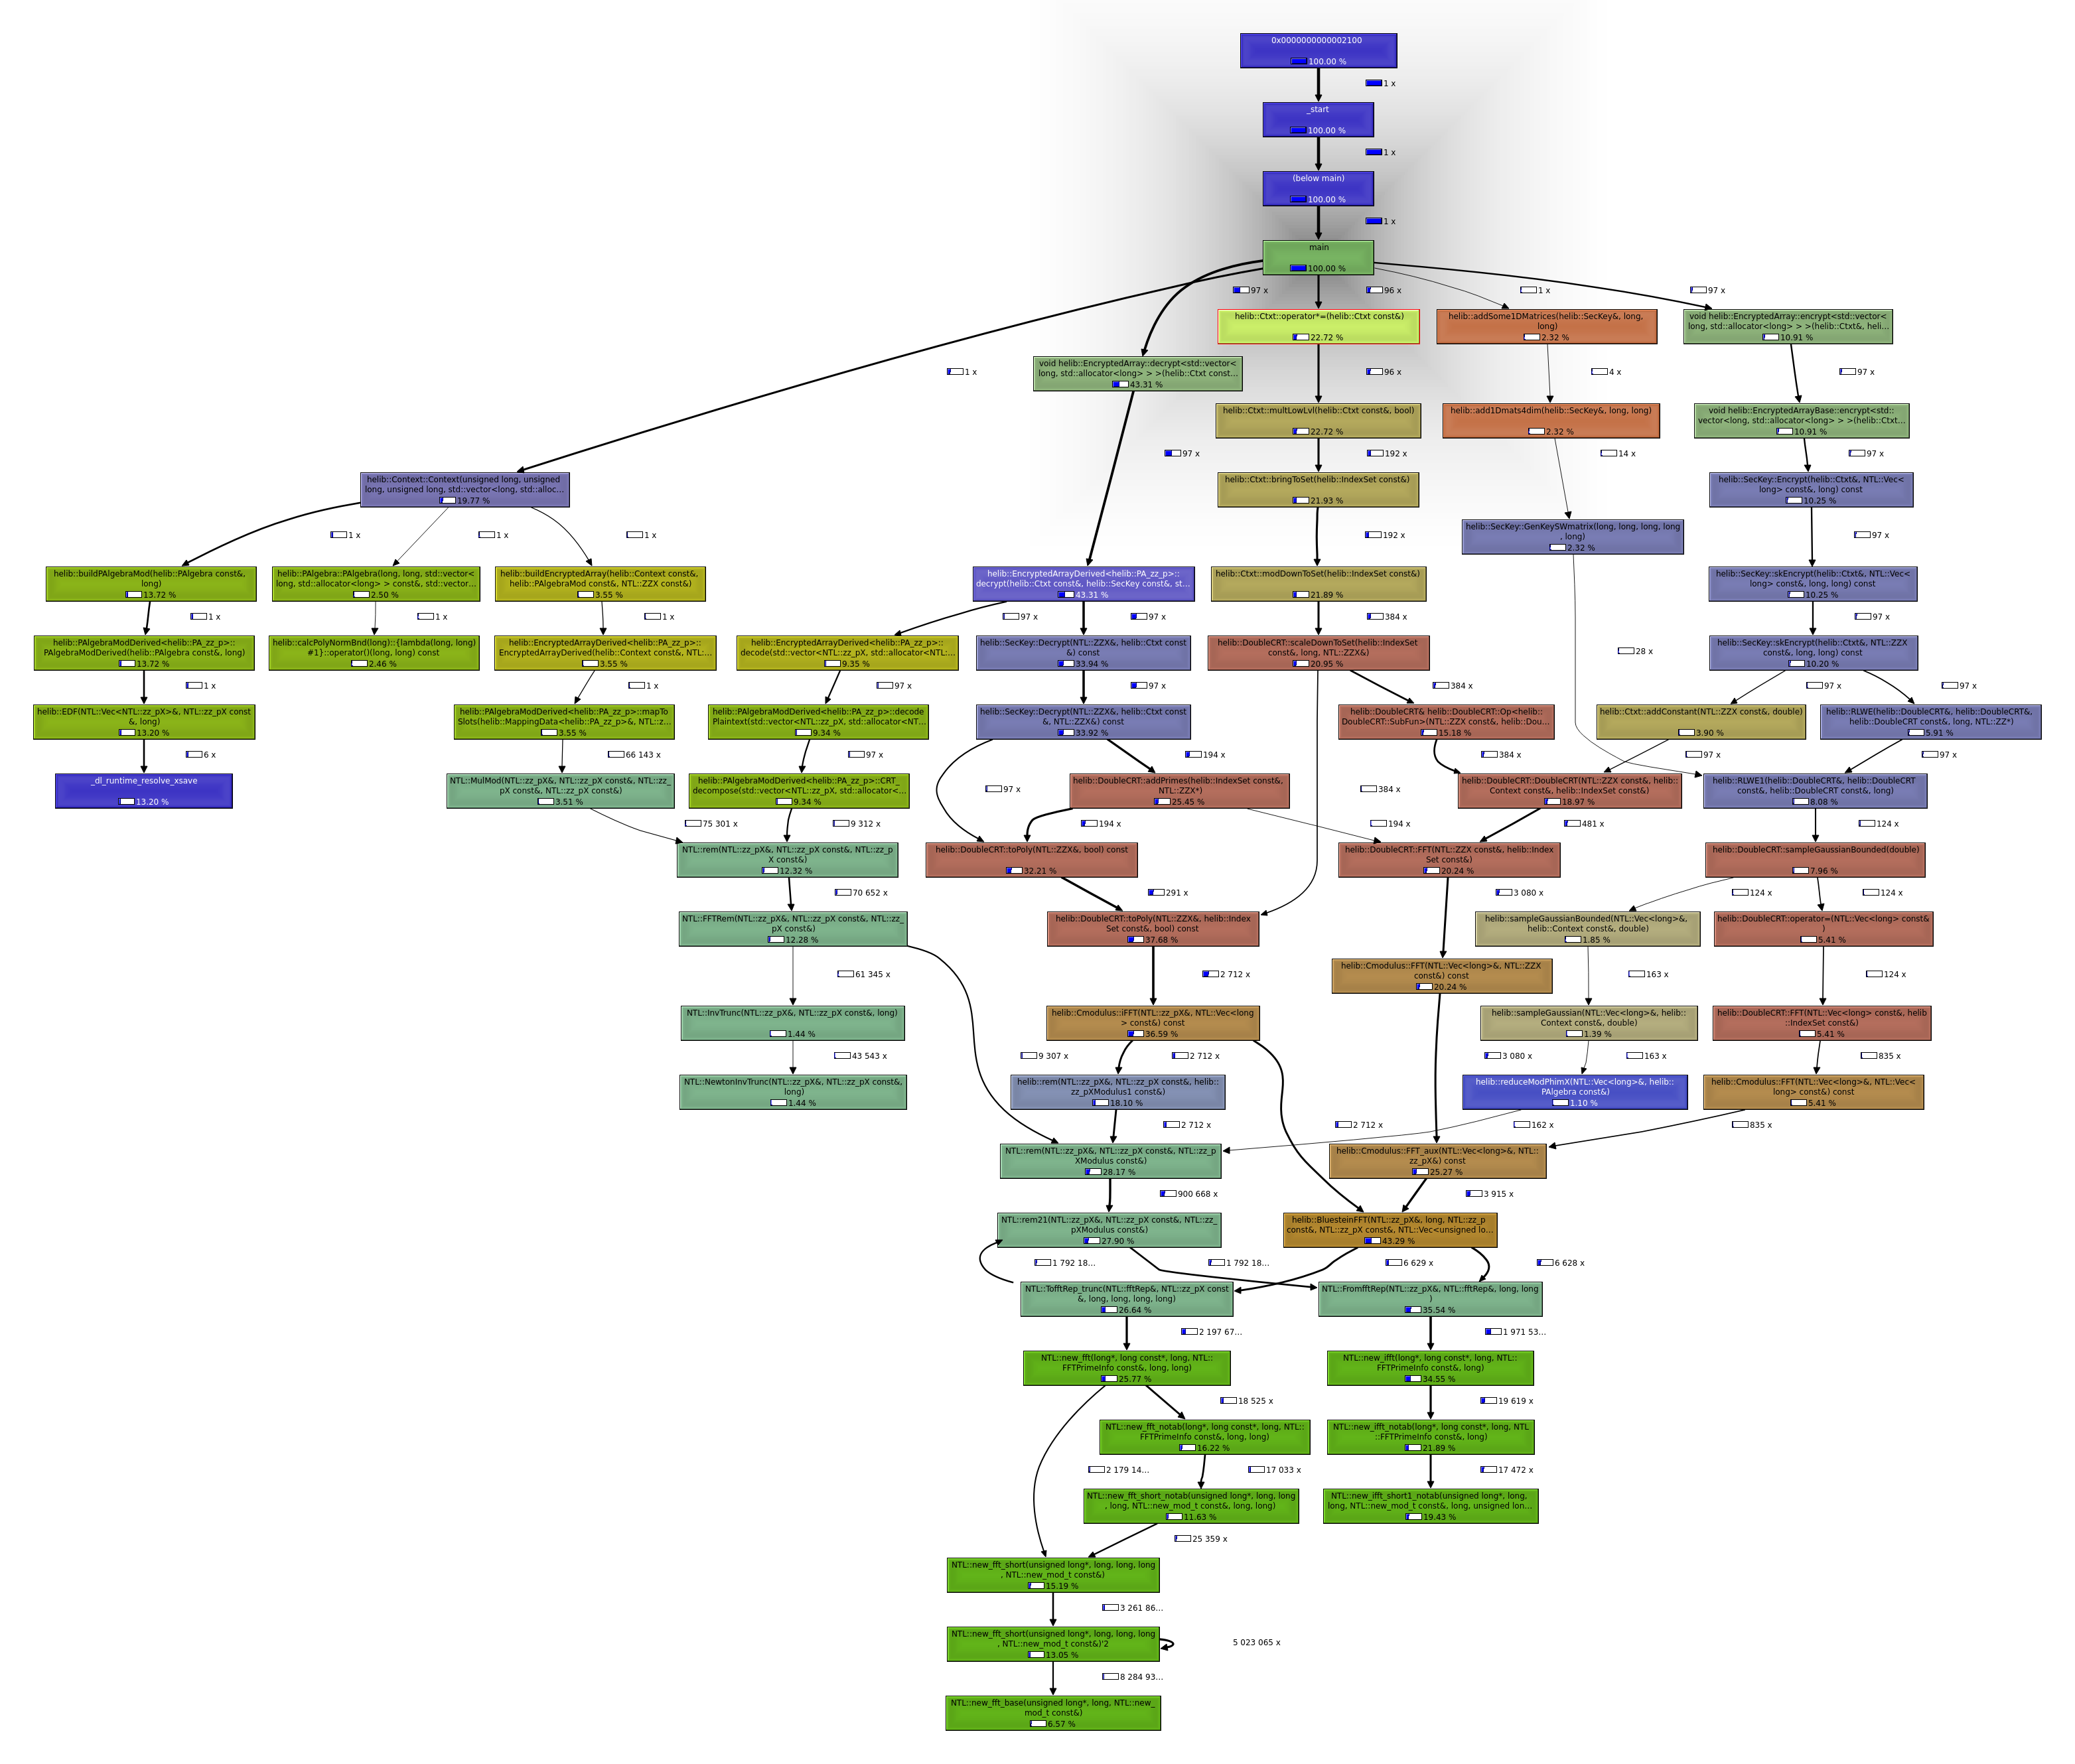 0x0000000000002100
100.00 %
1 x
_start
100.00 %
1 x
(below main)
100.00 %
1 x
main
100.00 %
97 x
96 x
1 x
97 x
helib::Ctxt::operator*=(helib::Ctxt const&)
22.72 %
helib::addSome1DMatrices(helib::SecKey&, long,
long)
2.32 %
void helib::EncryptedArray::encrypt<std::vector<
long, std::allocator<long> > >(helib::Ctxt&, heli...
10.91 %
void helib::EncryptedArray::decrypt<std::vector<
long, std::allocator<long> > >(helib::Ctxt const...
43.31 %
1 x
96 x
4 x
97 x
helib::Ctxt::multLowLvl(helib::Ctxt const&, bool)
22.72 %
helib::add1Dmats4dim(helib::SecKey&, long, long)
2.32 %
void helib::EncryptedArrayBase::encrypt<std::
vector<long, std::allocator<long> > >(helib::Ctxt...
10.91 %
97 x
192 x
14 x
97 x
helib::Context::Context(unsigned long, unsigned
long, unsigned long, std::vector<long, std::alloc...
19.77 %
helib::Ctxt::bringToSet(helib::IndexSet const&)
21.93 %
helib::SecKey::Encrypt(helib::Ctxt&, NTL::Vec<
long> const&, long) const
10.25 %
helib::SecKey::GenKeySWmatrix(long, long, long, long
, long)
2.32 %
1 x
1 x
1 x
192 x
97 x
helib::buildPAlgebraMod(helib::PAlgebra const&,
long)
13.72 %
helib::PAlgebra::PAlgebra(long, long, std::vector<
long, std::allocator<long> > const&, std::vector...
2.50 %
helib::buildEncryptedArray(helib::Context const&,
helib::PAlgebraMod const&, NTL::ZZX const&)
3.55 %
helib::EncryptedArrayDerived<helib::PA_zz_p>::
decrypt(helib::Ctxt const&, helib::SecKey const&, st...
43.31 %
helib::Ctxt::modDownToSet(helib::IndexSet const&)
21.89 %
helib::SecKey::skEncrypt(helib::Ctxt&, NTL::Vec<
long> const&, long, long) const
10.25 %
1 x
1 x
1 x
97 x
97 x
384 x
97 x
helib::PAlgebraModDerived<helib::PA_zz_p>::
PAlgebraModDerived(helib::PAlgebra const&, long)
13.72 %
helib::calcPolyNormBnd(long)::{lambda(long, long)
#1}::operator()(long, long) const
2.46 %
helib::EncryptedArrayDerived<helib::PA_zz_p>::
EncryptedArrayDerived(helib::Context const&, NTL:...
3.55 %
helib::EncryptedArrayDerived<helib::PA_zz_p>::
decode(std::vector<NTL::zz_pX, std::allocator<NTL:...
9.35 %
helib::SecKey::Decrypt(NTL::ZZX&, helib::Ctxt const
&) const
33.94 %
helib::DoubleCRT::scaleDownToSet(helib::IndexSet
const&, long, NTL::ZZX&)
20.95 %
helib::SecKey::skEncrypt(helib::Ctxt&, NTL::ZZX
const&, long, long) const
10.20 %
28 x
1 x
1 x
97 x
97 x
384 x
97 x
97 x
helib::EDF(NTL::Vec<NTL::zz_pX>&, NTL::zz_pX const
&, long)
13.20 %
helib::PAlgebraModDerived<helib::PA_zz_p>::mapTo
Slots(helib::MappingData<helib::PA_zz_p>&, NTL::z...
3.55 %
helib::PAlgebraModDerived<helib::PA_zz_p>::decode
Plaintext(std::vector<NTL::zz_pX, std::allocator<NT...
9.34 %
helib::SecKey::Decrypt(NTL::ZZX&, helib::Ctxt const
&, NTL::ZZX&) const
33.92 %
helib::DoubleCRT& helib::DoubleCRT::Op<helib::
DoubleCRT::SubFun>(NTL::ZZX const&, helib::Dou...
15.18 %
helib::Ctxt::addConstant(NTL::ZZX const&, double)
3.90 %
helib::RLWE(helib::DoubleCRT&, helib::DoubleCRT&,
helib::DoubleCRT const&, long, NTL::ZZ*)
5.91 %
6 x
66 143 x
97 x
194 x
384 x
97 x
97 x
_dl_runtime_resolve_xsave
13.20 %
NTL::MulMod(NTL::zz_pX&, NTL::zz_pX const&, NTL::zz_
pX const&, NTL::zz_pX const&)
3.51 %
helib::PAlgebraModDerived<helib::PA_zz_p>::CRT_
decompose(std::vector<NTL::zz_pX, std::allocator<...
9.34 %
97 x
helib::DoubleCRT::addPrimes(helib::IndexSet const&,
NTL::ZZX*)
25.45 %
384 x
helib::DoubleCRT::DoubleCRT(NTL::ZZX const&, helib::
Context const&, helib::IndexSet const&)
18.97 %
helib::RLWE1(helib::DoubleCRT&, helib::DoubleCRT
const&, helib::DoubleCRT const&, long)
8.08 %
75 301 x
9 312 x
194 x
194 x
481 x
124 x
NTL::rem(NTL::zz_pX&, NTL::zz_pX const&, NTL::zz_p
X const&)
12.32 %
helib::DoubleCRT::toPoly(NTL::ZZX&, bool) const
32.21 %
helib::DoubleCRT::FFT(NTL::ZZX const&, helib::Index
Set const&)
20.24 %
helib::DoubleCRT::sampleGaussianBounded(double)
7.96 %
70 652 x
291 x
3 080 x
124 x
124 x
NTL::FFTRem(NTL::zz_pX&, NTL::zz_pX const&, NTL::zz_
pX const&)
12.28 %
helib::DoubleCRT::toPoly(NTL::ZZX&, helib::Index
Set const&, bool) const
37.68 %
helib::sampleGaussianBounded(NTL::Vec<long>&,
helib::Context const&, double)
1.85 %
helib::DoubleCRT::operator=(NTL::Vec<long> const&
)
5.41 %
61 345 x
2 712 x
helib::Cmodulus::FFT(NTL::Vec<long>&, NTL::ZZX
const&) const
20.24 %
163 x
124 x
NTL::InvTrunc(NTL::zz_pX&, NTL::zz_pX const&, long)
1.44 %
helib::Cmodulus::iFFT(NTL::zz_pX&, NTL::Vec<long
> const&) const
36.59 %
helib::sampleGaussian(NTL::Vec<long>&, helib::
Context const&, double)
1.39 %
helib::DoubleCRT::FFT(NTL::Vec<long> const&, helib
::IndexSet const&)
5.41 %
43 543 x
9 307 x
2 712 x
3 080 x
163 x
835 x
NTL::NewtonInvTrunc(NTL::zz_pX&, NTL::zz_pX const&,
long)
1.44 %
helib::rem(NTL::zz_pX&, NTL::zz_pX const&, helib::
zz_pXModulus1 const&)
18.10 %
helib::reduceModPhimX(NTL::Vec<long>&, helib::
PAlgebra const&)
1.10 %
helib::Cmodulus::FFT(NTL::Vec<long>&, NTL::Vec<
long> const&) const
5.41 %
2 712 x
2 712 x
162 x
835 x
NTL::rem(NTL::zz_pX&, NTL::zz_pX const&, NTL::zz_p
XModulus const&)
28.17 %
helib::Cmodulus::FFT_aux(NTL::Vec<long>&, NTL::
zz_pX&) const
25.27 %
900 668 x
3 915 x
NTL::rem21(NTL::zz_pX&, NTL::zz_pX const&, NTL::zz_
pXModulus const&)
27.90 %
helib::BluesteinFFT(NTL::zz_pX&, long, NTL::zz_p
const&, NTL::zz_pX const&, NTL::Vec<unsigned lo...
43.29 %
1 792 18...
1 792 18...
6 629 x
6 628 x
NTL::TofftRep_trunc(NTL::fftRep&, NTL::zz_pX const
&, long, long, long, long)
26.64 %
NTL::FromfftRep(NTL::zz_pX&, NTL::fftRep&, long, long
)
35.54 %
2 197 67...
1 971 53...
NTL::new_fft(long*, long const*, long, NTL::
FFTPrimeInfo const&, long, long)
25.77 %
NTL::new_ifft(long*, long const*, long, NTL::
FFTPrimeInfo const&, long)
34.55 %
18 525 x
19 619 x
NTL::new_fft_notab(long*, long const*, long, NTL::
FFTPrimeInfo const&, long, long)
16.22 %
NTL::new_ifft_notab(long*, long const*, long, NTL
::FFTPrimeInfo const&, long)
21.89 %
2 179 14...
17 033 x
17 472 x
NTL::new_fft_short_notab(unsigned long*, long, long
, long, NTL::new_mod_t const&, long, long)
11.63 %
NTL::new_ifft_short1_notab(unsigned long*, long,
long, NTL::new_mod_t const&, long, unsigned lon...
19.43 %
25 359 x
NTL::new_fft_short(unsigned long*, long, long, long
, NTL::new_mod_t const&)
15.19 %
3 261 86...
NTL::new_fft_short(unsigned long*, long, long, long
, NTL::new_mod_t const&)'2
13.05 %
5 023 065 x
8 284 93...
NTL::new_fft_base(unsigned long*, long, NTL::new_
mod_t const&)
6.57 %